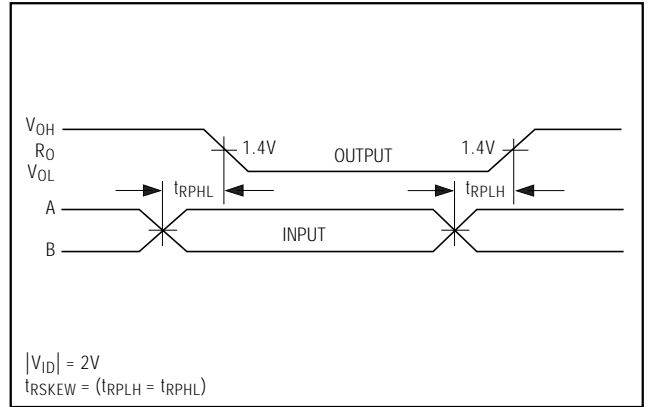 VOH
RO 1.4V OUTPUT 1.4V
VOL
tRPHL tRPLH
A
INPUT
B
|VID| = 2V
tRSKEW = (tRPLH = tRPHL)